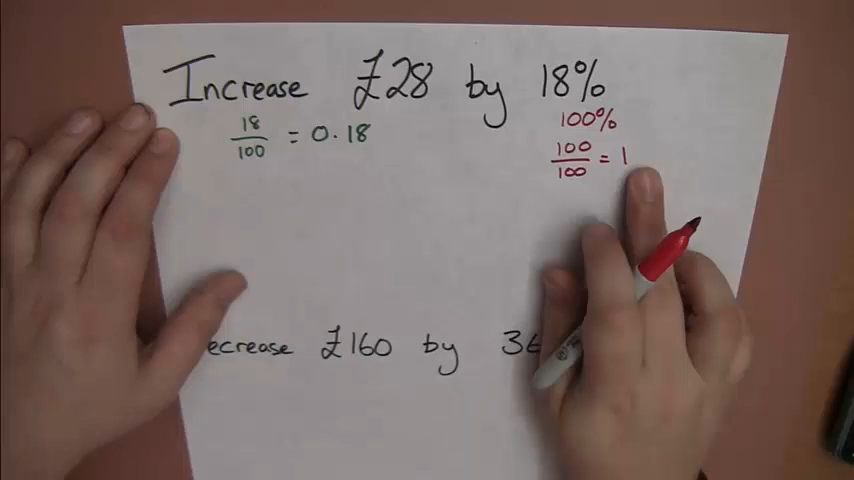 Increase £28 by 18%
18/100 = 0.18
100%
100/100 = 1
ecrease £160 by 36